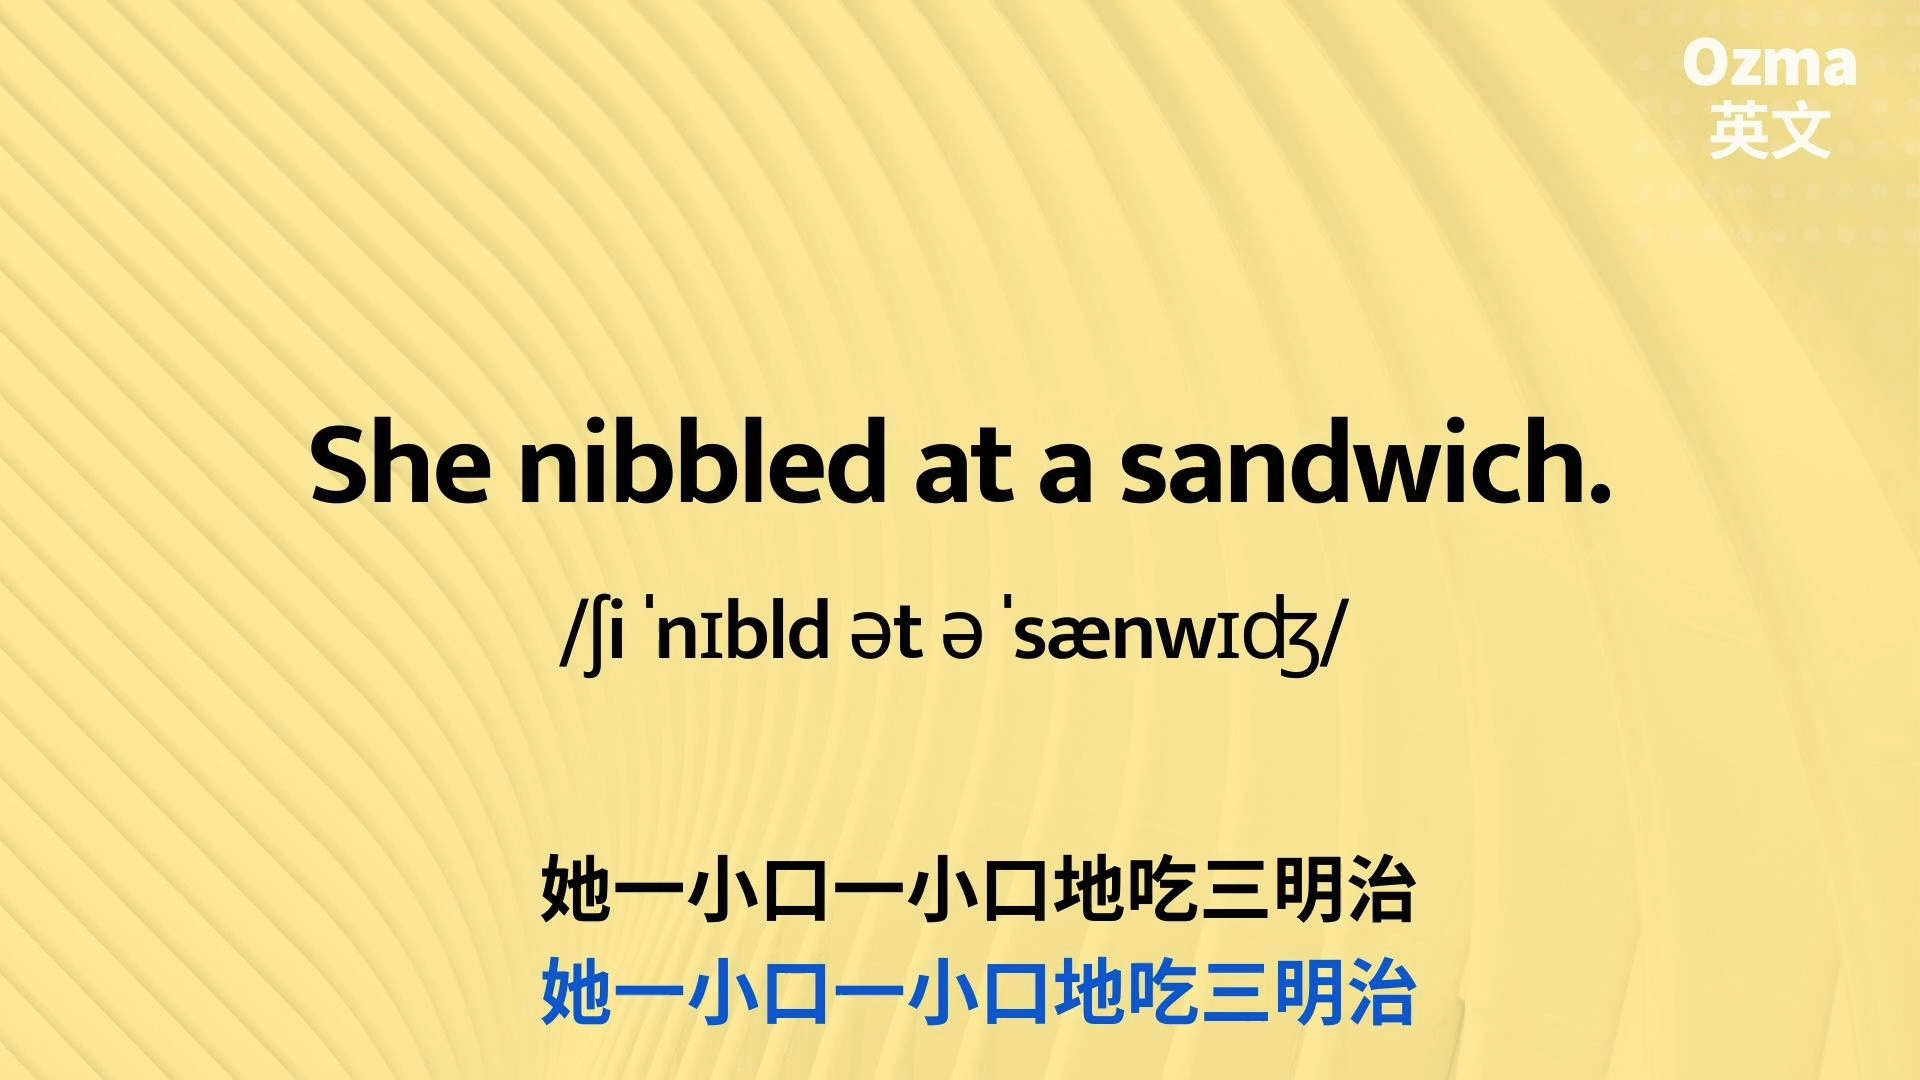 Ozma
英文
She nibbled at a sandwich.
/ʃi ˈnɪbld ət ə ˈsænwɪʤ/
她一小口一小口地吃三明治
她一小口一小口地吃三明治